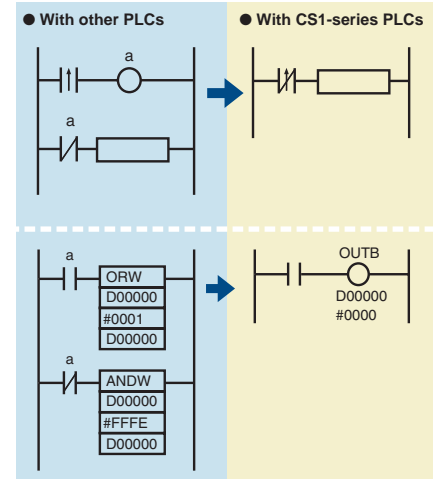 ● With other PLCs
● With CS1-series PLCs
a
a
a
ORW
D00000
#0001
D00000
a
ANDW
D00000
#FFFE
D00000
OUTB
D00000
#0000